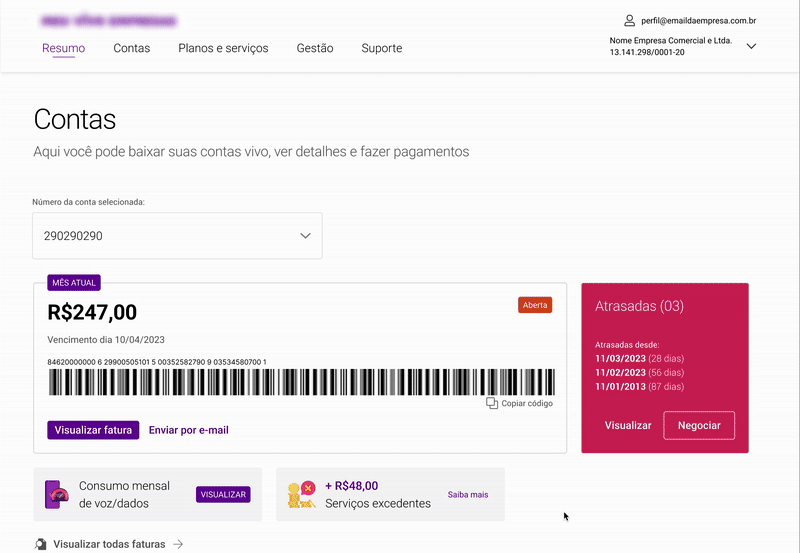 perfil@emaildaempresa.com.br
Resumo
Contas
Planos e serviços
Gestão
Suporte
Nome Empresa Comercial e Ltda.
13.141.298/0001-20
Contas
Aqui você pode baixar suas contas vivo, ver detalhes e fazer pagamentos
Número da conta selecionada:
290290290
MÊS ATUAL
R$247,00
Aberta
Vencimento dia 10/04/2023
84620000000 6 29900505101 5 00352582790 9 03534580700 1
Copiar código
Visualizar fatura
Enviar por e-mail
Atrasadas (03)
Atrasadas desde:
11/03/2023 (28 dias)
11/02/2023 (56 dias)
11/01/2013 (87 dias)
Visualizar
Negociar
Consumo mensal
de voz/dados
VISUALIZAR
+ R$48,00
Serviços excedentes
Saiba mais
Visualizar todas faturas